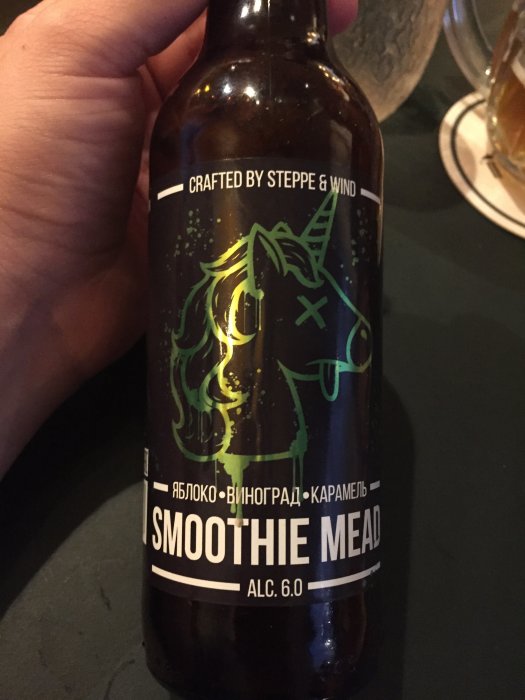 CRAFTED BY STEPPE & WIND
ЯБЛОКО•ВИНОГРАД•КАРАМЕЛЬ
SMOOTHIE MEAD
ALC. 6.0